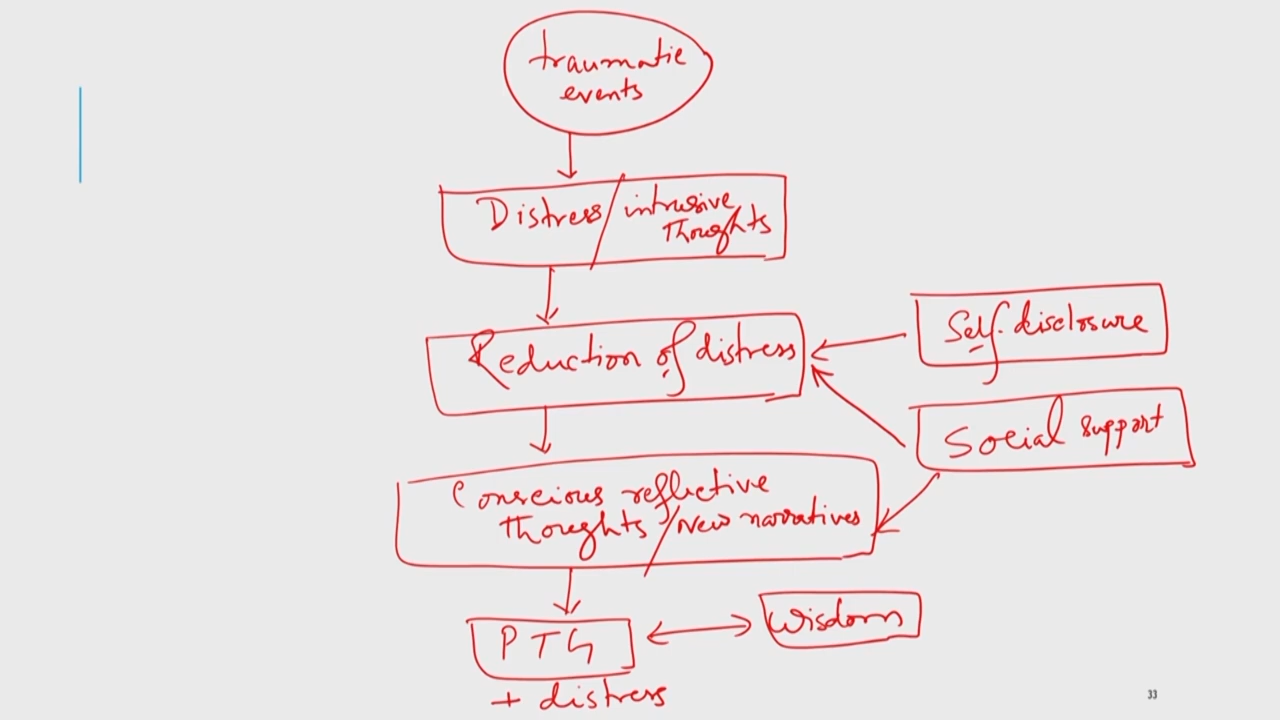 traumatic
events
Distress/intrusive
Thoughts
Reduction of distress
Self-disclosure
Social support
Conscious reflective
thoughts/New narratives
PTG
Wisdom
+ distress
33